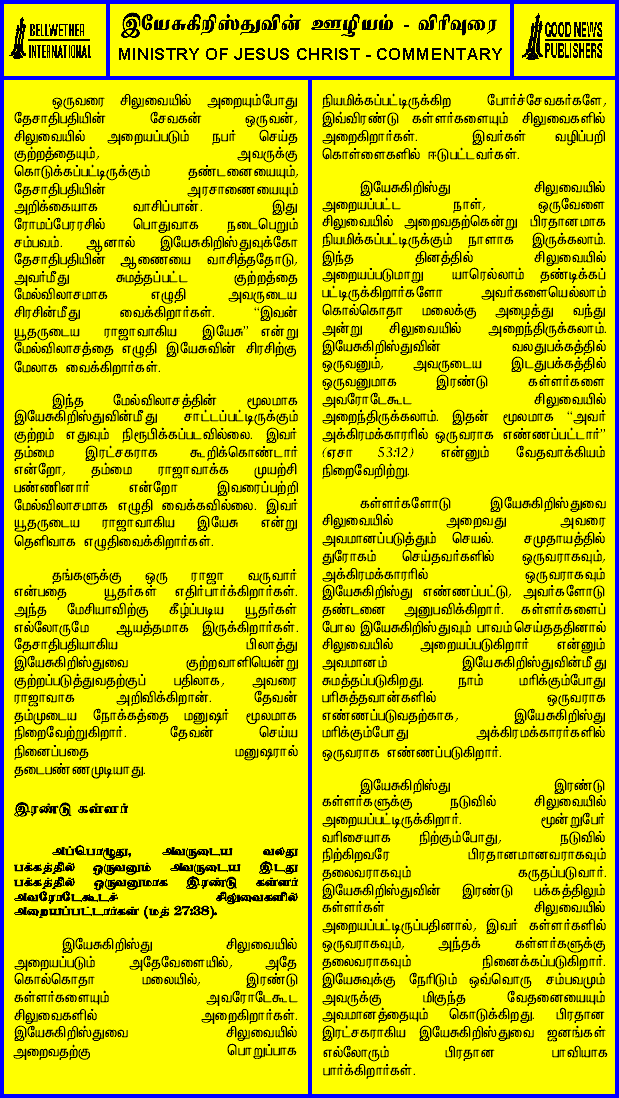 BELLWETHER
INTERNATIONAL
இயேசுகிறிஸ்துவின் ஊழியம் - விரிவுரை
MINISTRY OF JESUS CHRIST - COMMENTARY
GOOD NEWS
PUBLISHERS
ஒருவரை சிலுவையில் அறையும்போது
தேசாதிபதியின் சேவகன் ஒருவன்,
சிலுவையில் அறையப்படும் நபர் செய்த
குற்றத்தையும், அவருக்கு
கொடுக்கப்பட்டிருக்கும் தண்டனையையும்,
தேசாதிபதியின் அரசாணையையும்
அறிக்கையாக வாசிப்பான். இது
ரோமப்பேரரசில் பொதுவாக நடைபெறும்
சம்பவம். ஆனால் இயேசுகிறிஸ்துவுக்கோ
தேசாதிபதியின் ஆணையை வாசித்ததோடு,
அவர்மீது சுமத்தப்பட்ட குற்றத்தை
மேல்விலாசமாக எழுதி அவருடைய
சிரசின்மீது வைக்கிறார்கள். “இவன்
யூதருடைய ராஜாவாகிய இயேசு” என்று
மேல்விலாசத்தை எழுதி இயேசுவின் சிரசிற்கு
மேலாக வைக்கிறார்கள்.
இந்த மேல்விலாசத்தின் மூலமாக
இயேசுகிறிஸ்துவின்மீது சாட்டப்பட்டிருக்கும்
குற்றம் எதுவும் நிரூபிக்கப்படவில்லை. இவர்
தம்மை இரட்சகராக கூறிக்கொண்டார்
என்றோ, தம்மை ராஜாவாக்க முயற்சி
பண்ணினார் என்றோ இவரைப்பற்றி
மேல்விலாசமாக எழுதி வைக்கவில்லை. இவர்
யூதருடைய ராஜாவாகிய இயேசு என்று
தெளிவாக எழுதிவைக்கிறார்கள்.
தங்களுக்கு ஒரு ராஜா வருவார்
என்பதை யூதர்கள் எதிர்பார்க்கிறார்கள்.
அந்த மேசியாவிற்கு கீழ்ப்படிய யூதர்கள்
எல்லோருமே ஆயத்தமாக இருக்கிறார்கள்.
தேசாதிபதியாகிய பிலாத்து
இயேசுகிறிஸ்துவை குற்றவாளியென்று
குற்றப்படுத்துவதற்குப் பதிலாக, அவரை
ராஜாவாக அறிவிக்கிறான். தேவன்
தம்முடைய நோக்கத்தை மனுஷர் மூலமாக
நிறைவேற்றுகிறார். தேவன் செய்ய
நினைப்பதை மனுஷரால்
தடைபண்ணமுடியாது.
இரண்டு கள்ளர்
அப்பொழுது, அவருடைய வலது
பக்கத்தில் ஒருவனும் அவருடைய இடது
பக்கத்தில் ஒருவனுமாக இரண்டு கள்ளர்
அவரோடேகூடச் சிலுவைகளில்
அறையப்பட்டார்கள் (மத் 27:38).
இயேசுகிறிஸ்து சிலுவையில்
அறையப்படும் அதேவேளையில், அதே
கொல்கொதா மலையில், இரண்டு
கள்ளர்களையும் அவரோடேகூட
சிலுவைகளில் அறைகிறார்கள்.
இயேசுகிறிஸ்துவை சிலுவையில்
அறைவதற்கு பொறுப்பாக
நியமிக்கப்பட்டிருக்கிற போர்ச்சேவகர்களே,
இவ்விரண்டு கள்ளர்களையும் சிலுவைகளில்
அறைகிறார்கள். இவர்கள் வழிப்பறி
கொள்ளைகளில் ஈடுபட்டவர்கள்.
இயேசுகிறிஸ்து சிலுவையில்
அறையப்பட்ட நாள், ஒருவேளை
சிலுவையில் அறைவதற்கென்று பிரதானமாக
நியமிக்கப்பட்டிருக்கும் நாளாக இருக்கலாம்.
இந்த தினத்தில் சிலுவையில்
அறையப்படுமாறு யாரெல்லாம் தண்டிக்கப்
பட்டிருக்கிறார்களோ அவர்களையெல்லாம்
கொல்கொதா மலைக்கு அழைத்து வந்து
அன்று சிலுவையில் அறைந்திருக்கலாம்.
இயேசுகிறிஸ்துவின் வலதுபக்கத்தில்
ஒருவனும், அவருடைய இடதுபக்கத்தில்
ஒருவனுமாக இரண்டு கள்ளர்களை
அவரோடேகூட சிலுவையில்
அறைந்திருக்கலாம். இதன் மூலமாக “அவர்
அக்கிரமக்காரரில் ஒருவராக எண்ணப்பட்டார்”
(ஏசா 53:12) என்னும் வேதவாக்கியம்
நிறைவேறிற்று.
கள்ளர்களோடு இயேசுகிறிஸ்துவை
சிலுவையில் அறைவது அவரை
அவமானப்படுத்தும் செயல். சமுதாயத்தில்
துரோகம் செய்தவர்களில் ஒருவராகவும்,
அக்கிரமக்காரரில் ஒருவராகவும்
இயேசுகிறிஸ்து எண்ணப்பட்டு, அவர்களோடு
தண்டனை அனுபவிக்கிறார். கள்ளர்களைப்
போல இயேசுகிறிஸ்துவும் பாவம்செய்தததினால்
சிலுவையில் அறையப்படுகிறார் என்னும்
அவமானம் இயேசுகிறிஸ்துவின்மீது
சுமத்தப்படுகிறது. நாம் மரிக்கும்போது
பரிசுத்தவான்களில் ஒருவராக
எண்ணப்படுவதற்காக, இயேசுகிறிஸ்து
மரிக்கும்போது அக்கிரமக்காரர்களில்
ஒருவராக எண்ணப்படுகிறார்.
இயேசுகிறிஸ்து இரண்டு
கள்ளர்களுக்கு நடுவில் சிலுவையில்
அறையப்பட்டிருக்கிறார். மூன்றுபேர்
வரிசையாக நிற்கும்போது, நடுவில்
நிற்கிறவரே பிரதானமானவராகவும்
தலைவராகவும் கருதப்படுவார்.
இயேசுகிறிஸ்துவின் இரண்டு பக்கத்திலும்
கள்ளர்கள் சிலுவையில்
அறையப்பட்டிருப்பதினால், இவர் கள்ளர்களில்
ஒருவராகவும், அந்தக் கள்ளர்களுக்கு
தலைவராகவும் நினைக்கப்படுகிறார்.
இயேசுவுக்கு நேரிடும் ஒவ்வொரு சம்பவமும்
அவருக்கு மிகுந்த வேதனையையும்
அவமானத்தையும் கொடுக்கிறது. பிரதான
இரட்சகராகிய இயேசுகிறிஸ்துவை ஜனங்கள்
எல்லோரும் பிரதான பாவியாக
பார்க்கிறார்கள்.